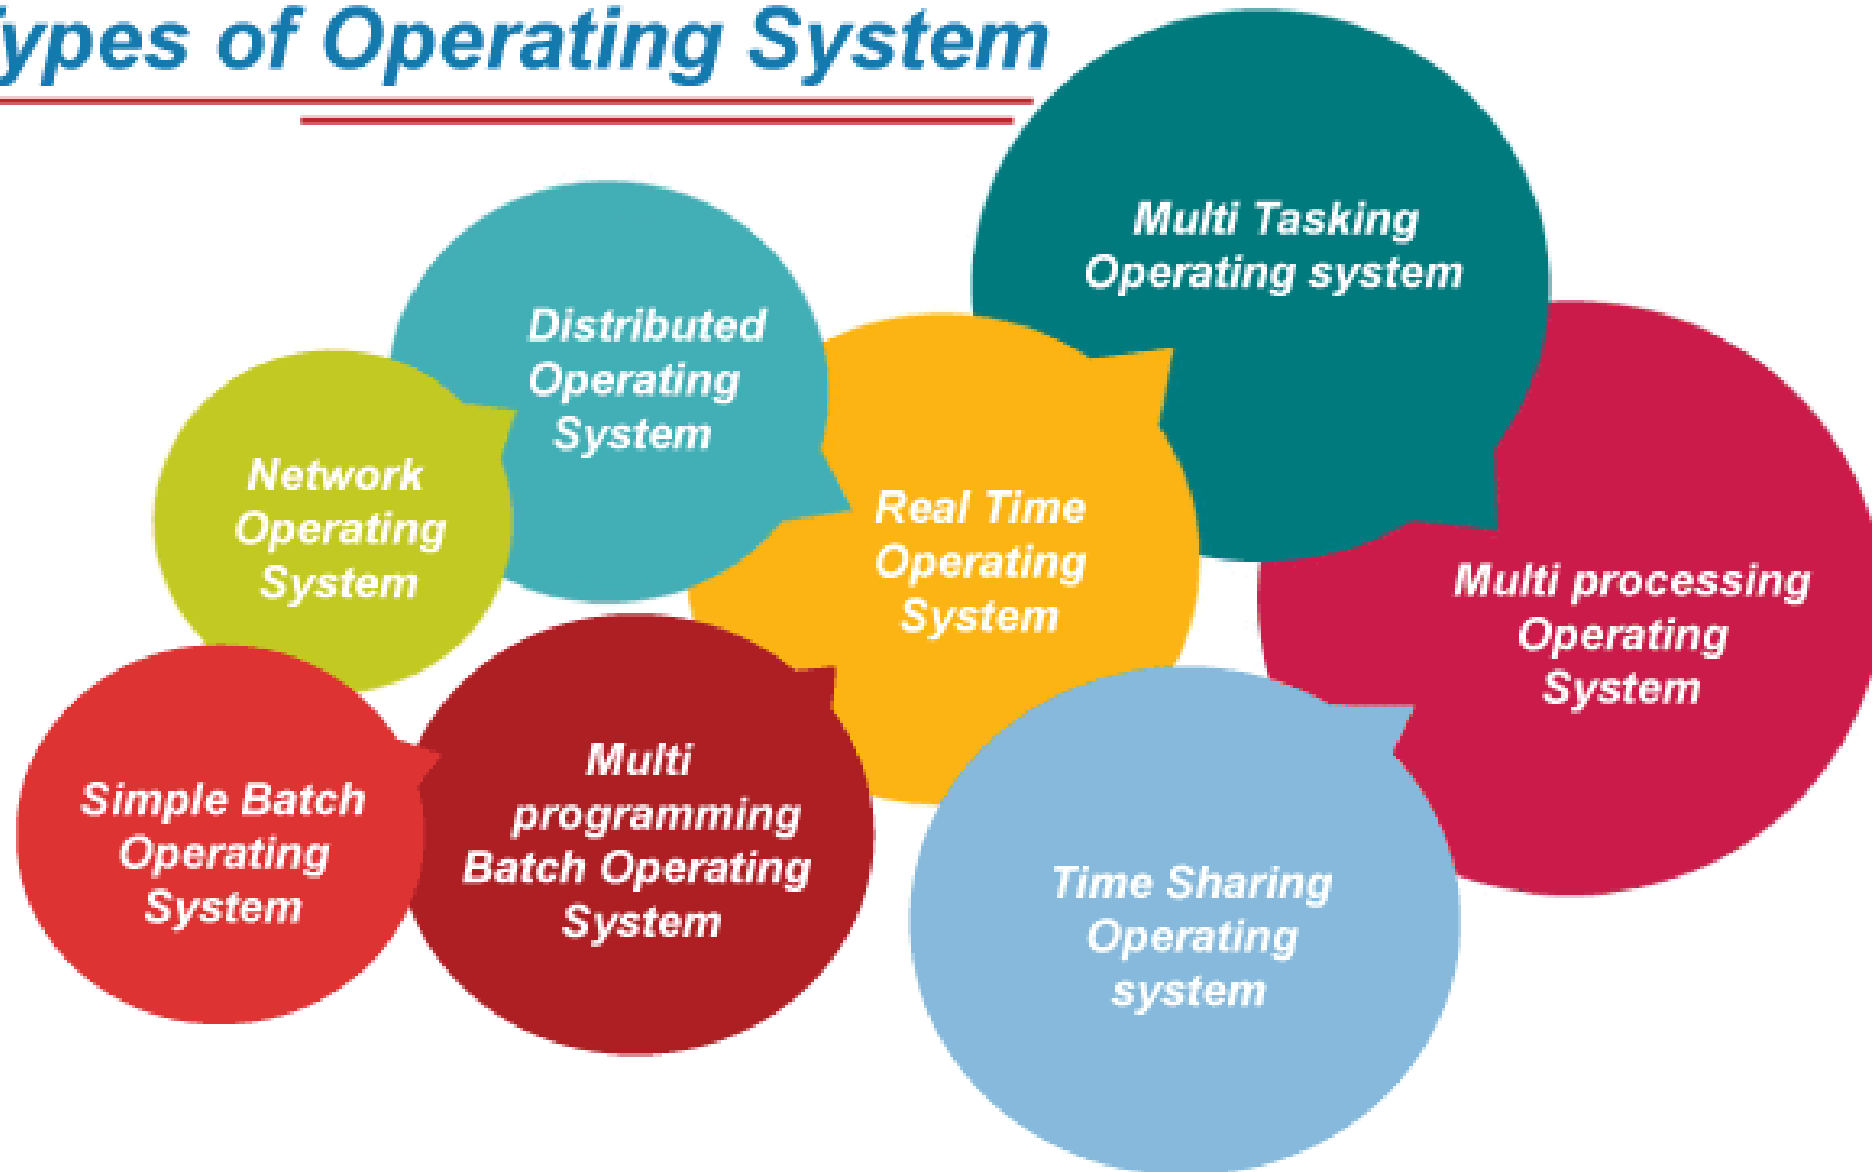 ypes of Operating System
Multi Tasking
Operating system
Distributed
Operating
System
Network
Operating
System
Real Time
Operating
System
Multi processing
Operating
System
Simple Batch
Operating
System
Multi
programming
Batch Operating
System
Time Sharing
Operating
system